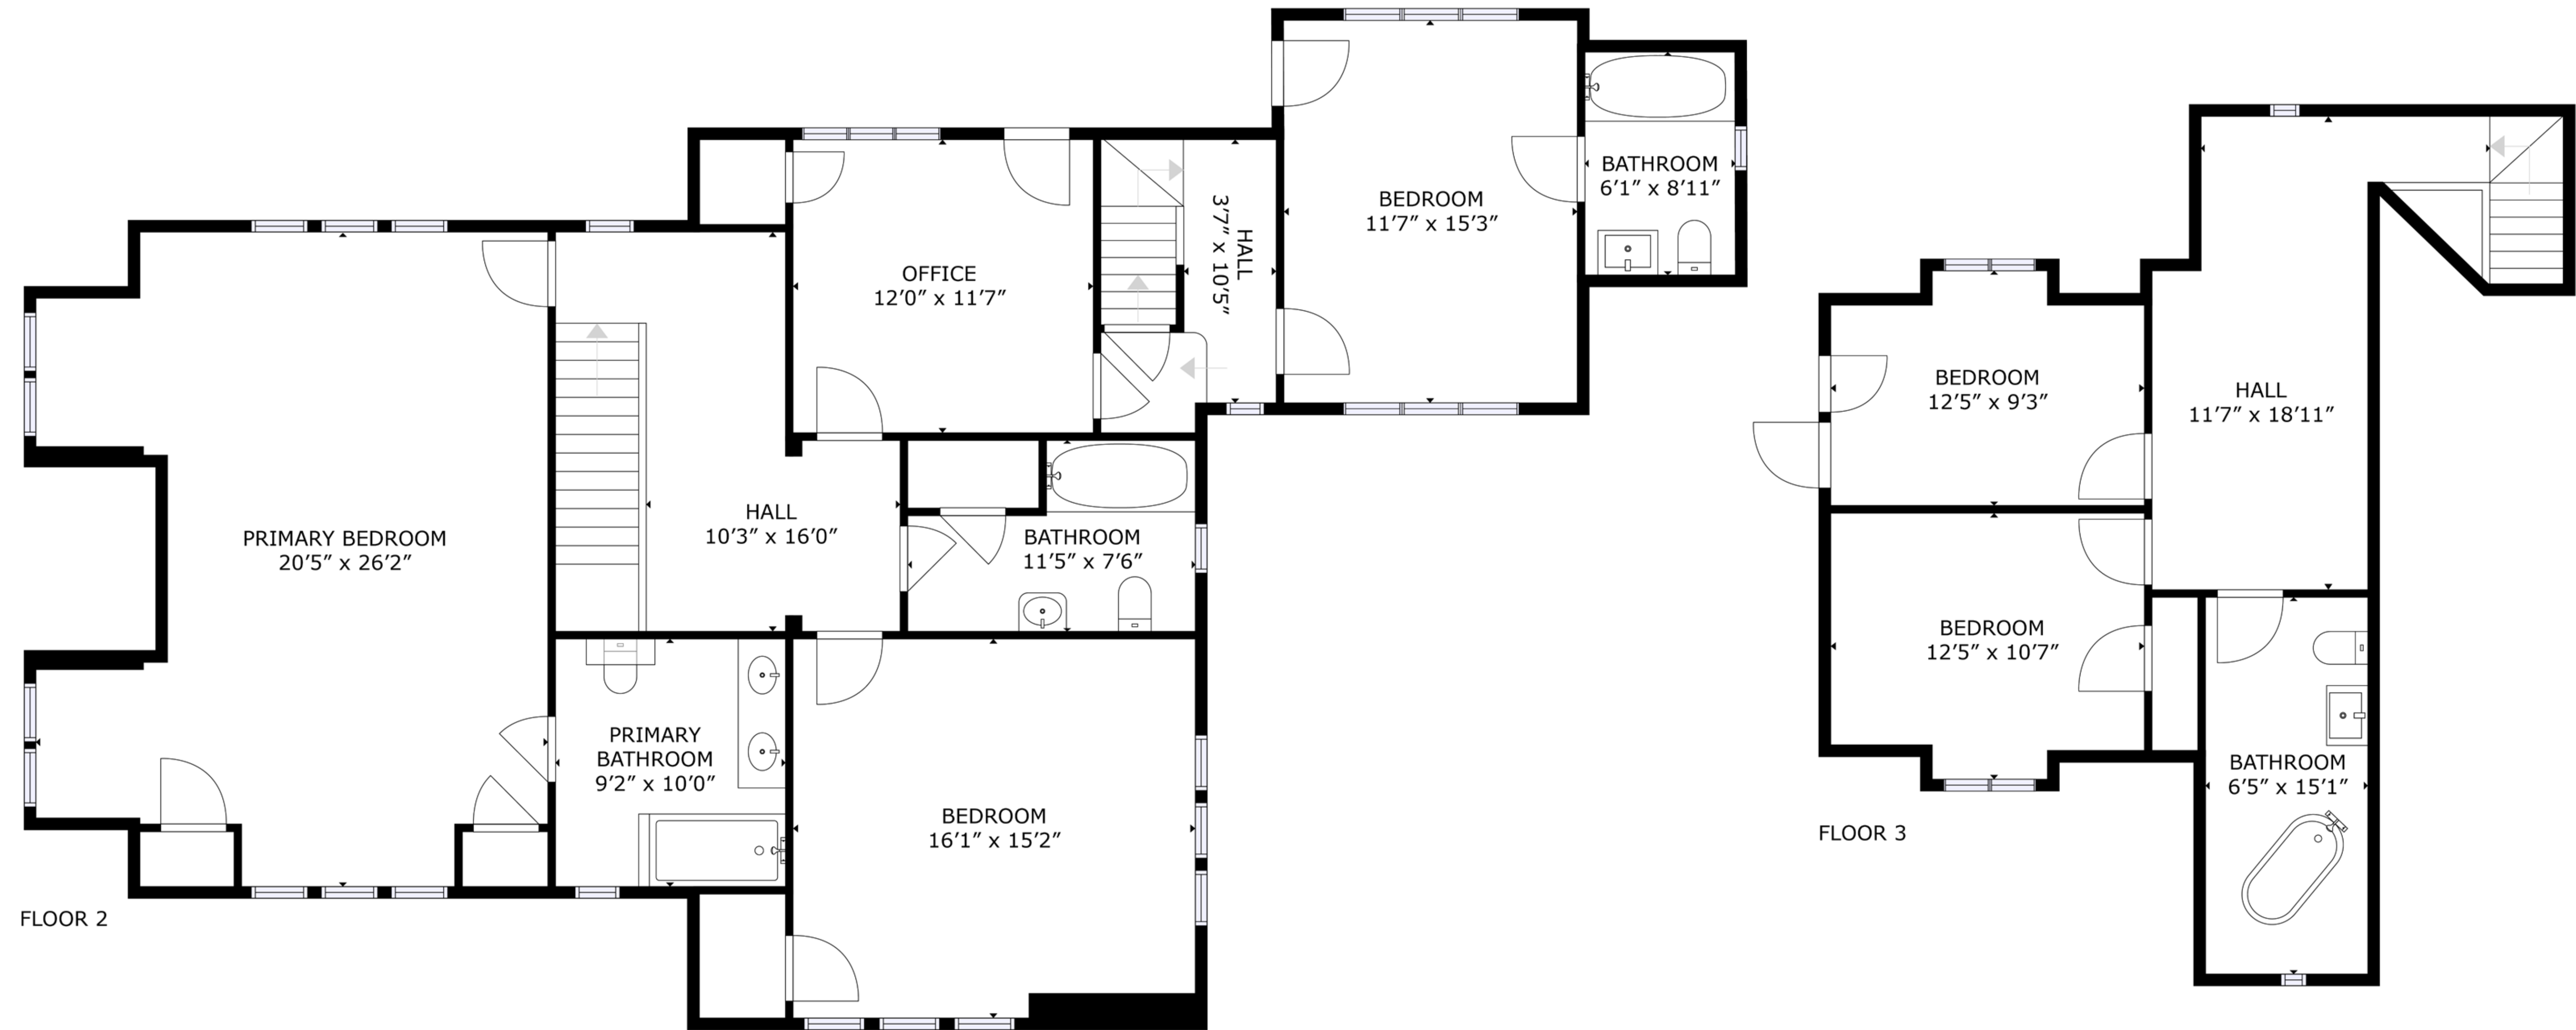 BEDROOM
11'7" x 15'3"
BATHROOM
6'1" x 8'11"
HALL
3'7" x 10'5"
OFFICE
12'0" x 11'7"
PRIMARY BEDROOM
20'5" x 26'2"
HALL
10'3" x 16'0"
BATHROOM
11'5" x 7'6"
PRIMARY
BATHROOM
9'2" x 10'0"
BEDROOM
16'1" x 15'2"
FLOOR 2
BEDROOM
12'5" x 9'3"
HALL
11'7" x 18'11"
BEDROOM
12'5" x 10'7"
BATHROOM
6'5" x 15'1"
FLOOR 3